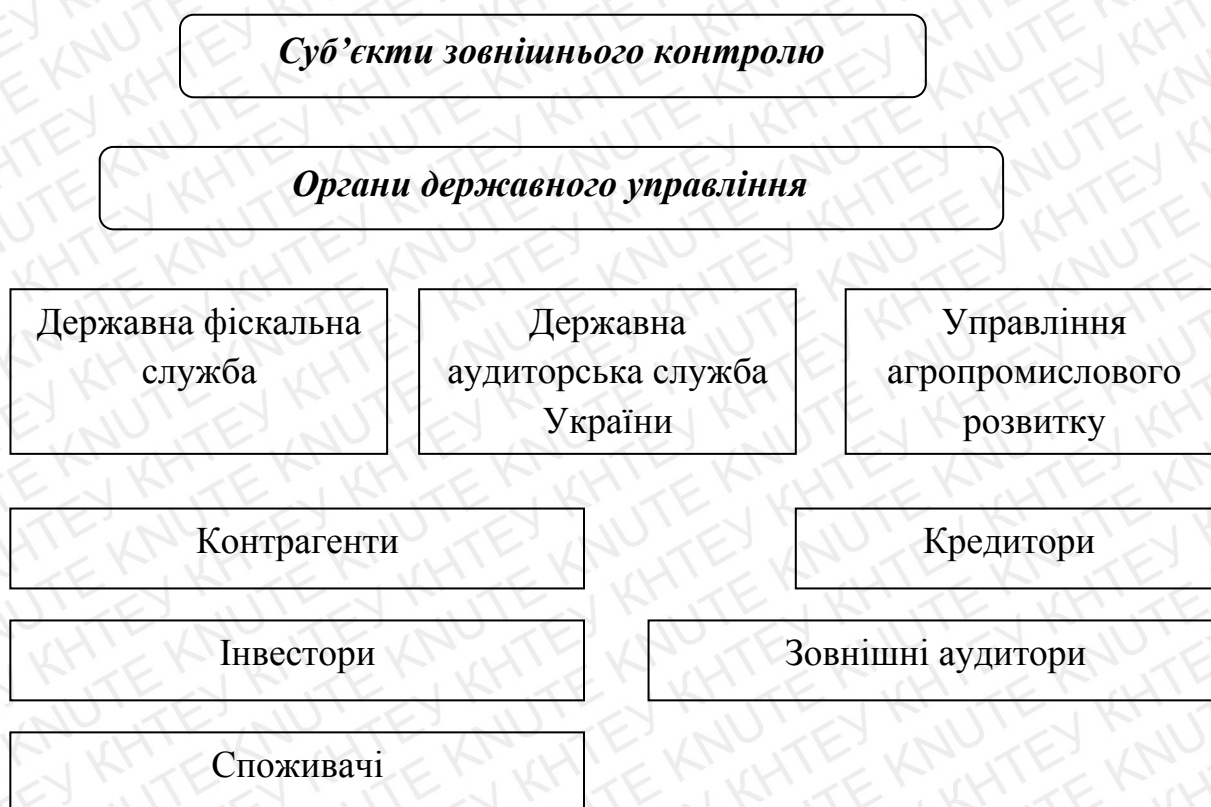 Суб’єкти зовнішнього контролю
Органи державного управління
Державна фіскальна
служба
Державна
аудиторська служба
України
Управління
агропромислового
розвитку
Контрагенти
Кредитори
Інвестори
Зовнішні аудитори
Споживачі